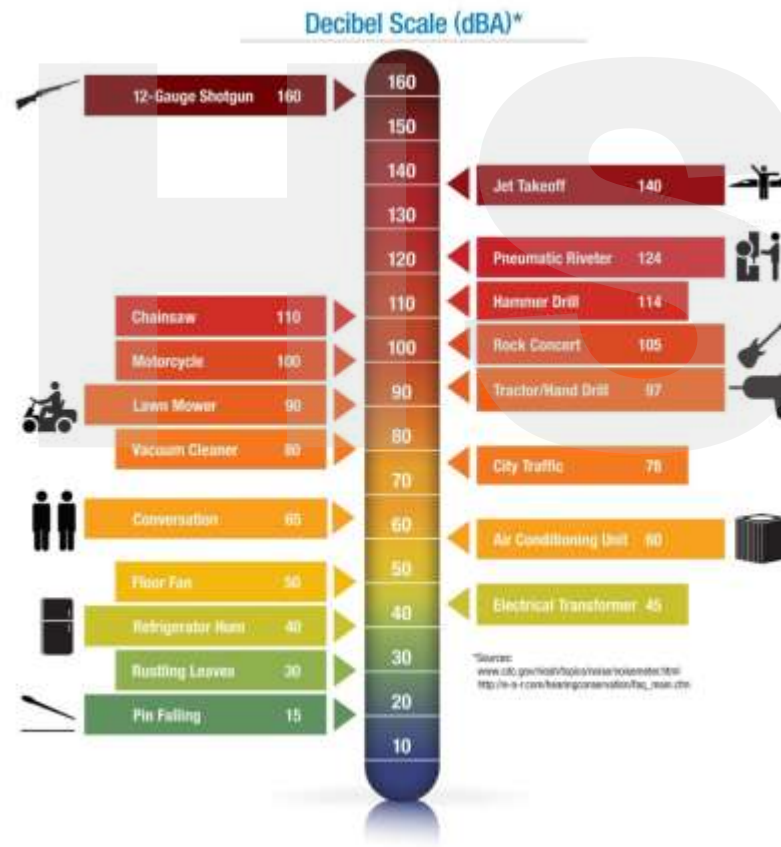 Decibel Scale (dBA)*
HS
160
150
140
130
120
110
100
90
80
70
60
50
40
30
20
10
12-Gauge Shotgun 160
Chainsaw 110
Motorcycle 100
Lawn Mower 90
Vacuum Cleaner 80
Conversation 65
Floor Fan 50
Refrigerator Hum 40
Rustling Leaves 30
Pin Falling 15
Jet Takeoff 140
Pneumatic Riveter 124
Hammer Drill 114
Rock Concert 105
Tractor/Hand Drill 97
City Traffic 78
Air Conditioning Unit 60
Electrical Transformer 45
*Sources: